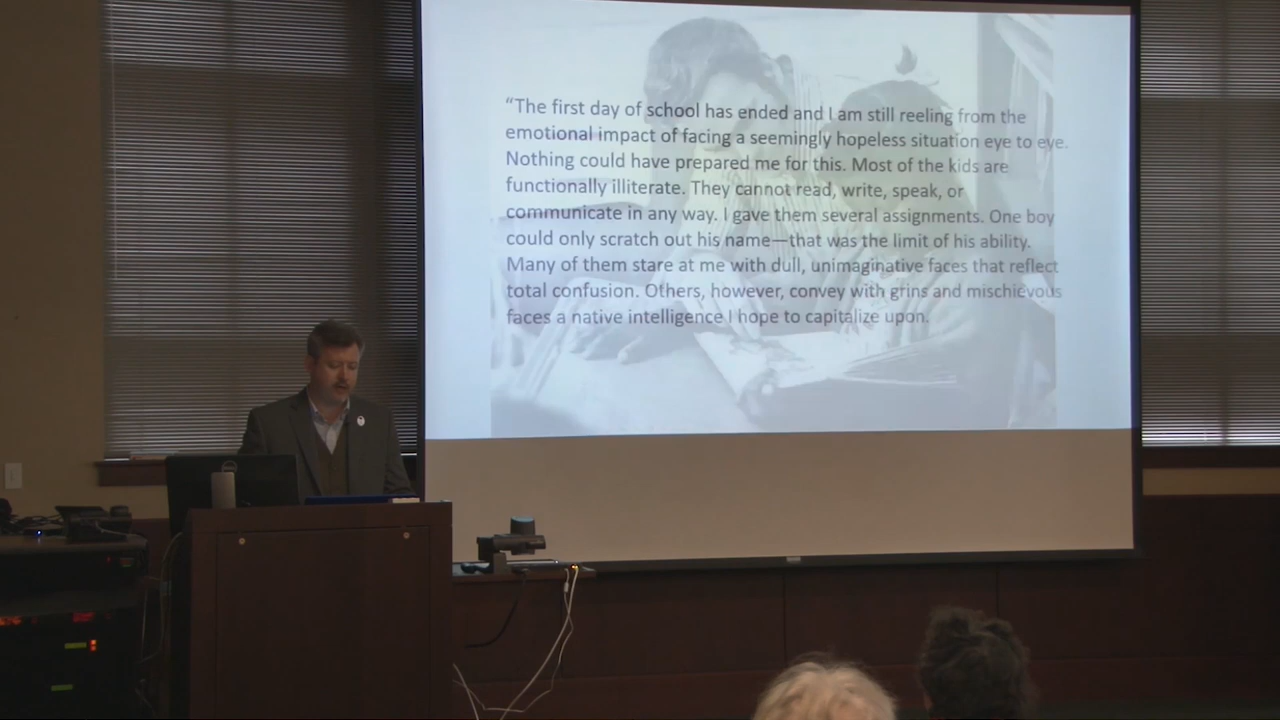 “The first day of school has ended and I am still reeling from the
emotional impact of facing a seemingly hopeless situation eye to eye.
Nothing could have prepared me for this. Most of the kids are
functionally illiterate. They cannot read, write, speak, or
communicate in any way. I gave them several assignments. One boy
could only scratch out his name—that was the limit of his ability.
Many of them stare at me with dull, unimaginative faces that reflect
total confusion. Others, however, convey with grins and mischievous
faces a native intelligence I hope to capitalize upon.